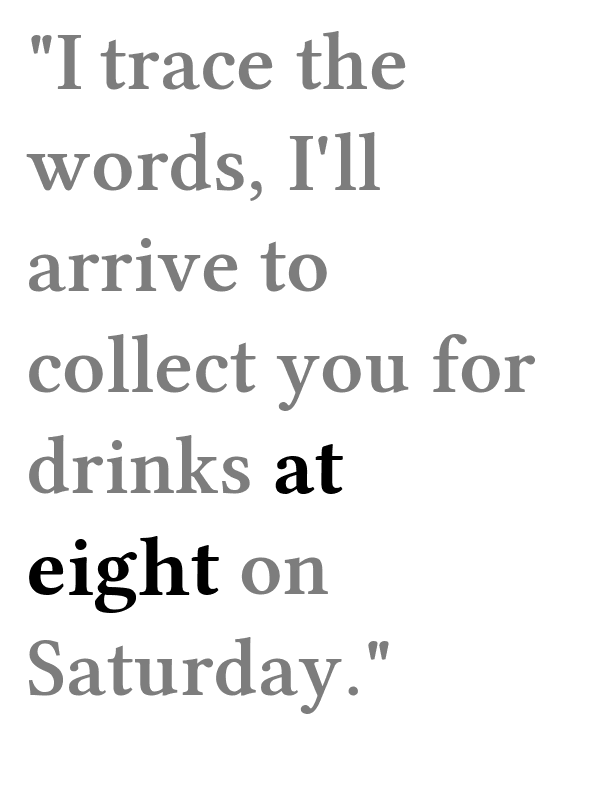 "I trace the
words, I'll
arrive to
collect you for
drinks at
eight on
Saturday."